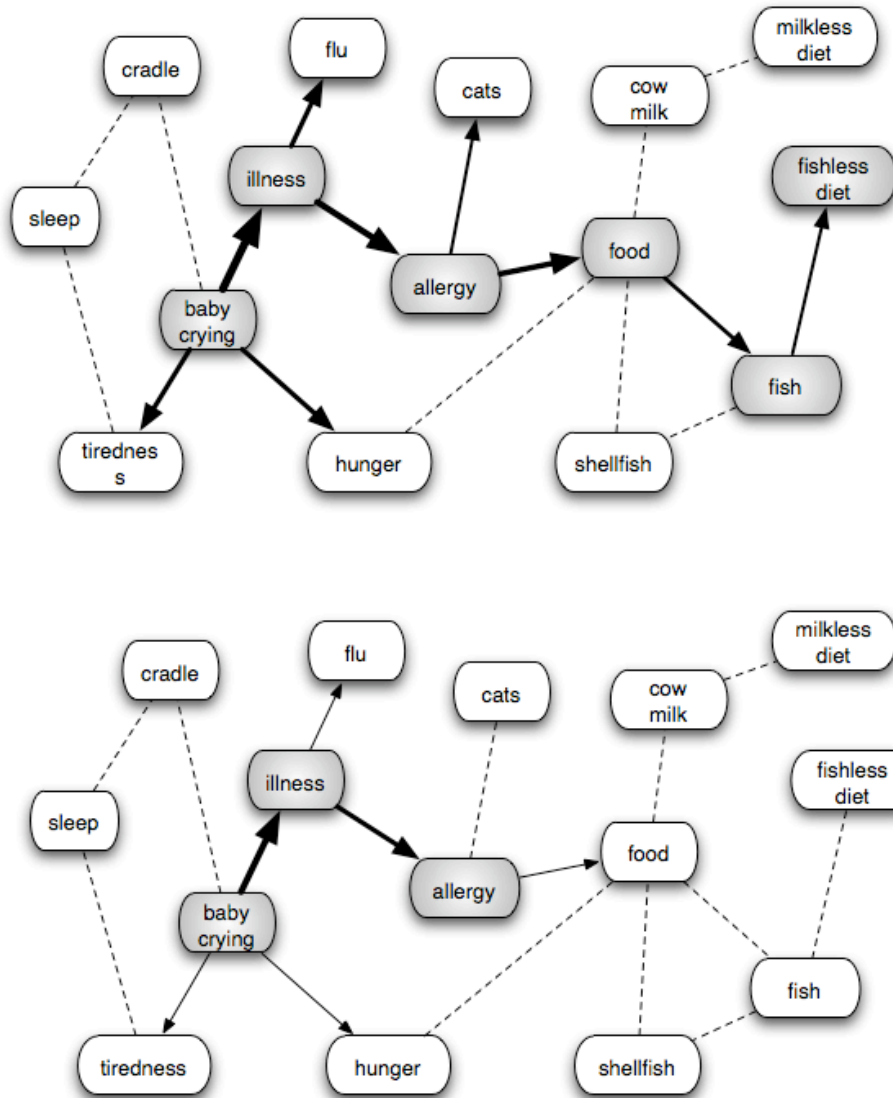 milkless
diet
flu
cradle
cats
cow
milk
fishless
diet
illness
sleep
food
allergy
baby
crying
fish
tirednes
s
hunger
shellfish
milkless
diet
flu
cradle
cats
cow
milk
fishless
diet
illness
sleep
food
allergy
baby
crying
fish
tiredness
hunger
shellfish